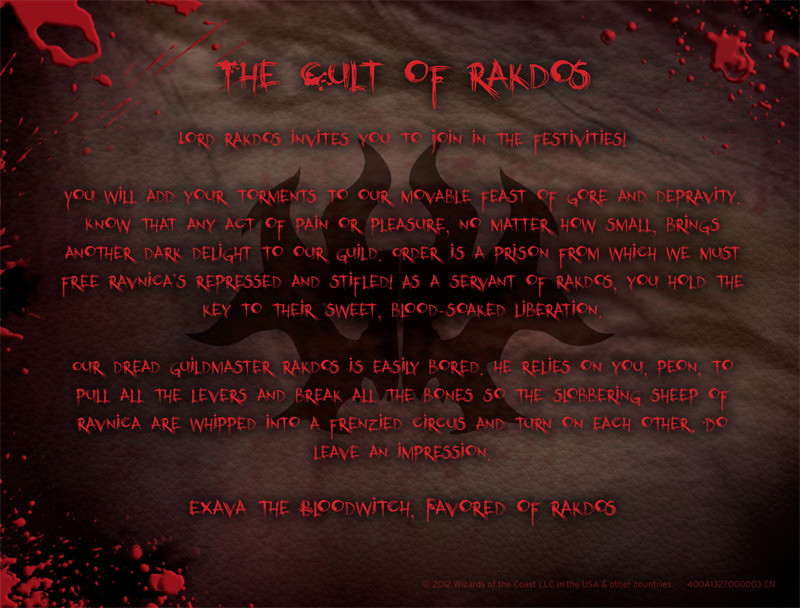 THE CULT OF RAKDOS
LORD RAKDOS INVITES YOU TO JOIN IN THE FESTIVITIES!
YOU WILL ADD YOUR TORMENTS TO OUR MOVABLE FEAST OF GORE AND DEPRAVITY.
KNOW THAT ANY ACT OF PAIN OR PLEASURE, NO MATTER HOW SMALL, BRINGS
ANOTHER DARK DELIGHT TO OUR GUILD. ORDER IS A PRISON FROM WHICH WE MUST
FREE RAVNICA'S REPRESSED AND STIFLED! AS A SERVANT OF RAKDOS, YOU HOLD THE
KEY TO THEIR SWEET, BLOOD-SOAKED LIBERATION.
OUR DREAD GUILDMASTER RAKDOS IS EASILY BORED. HE RELIES ON YOU, PEON, TO
PULL ALL THE LEVERS AND BREAK ALL THE BONES SO THE SLOBBERING SHEEP OF
RAVNICA ARE WHIPPED INTO A FRENZIED CIRCUS AND TURN ON EACH OTHER. DO
LEAVE AN IMPRESSION.
EXAVA THE BLOODWITCH, FAVORED OF RAKDOS
© 2012 Wizards of the Coast LLC in the USA & other countries. 400A1327000003 EN